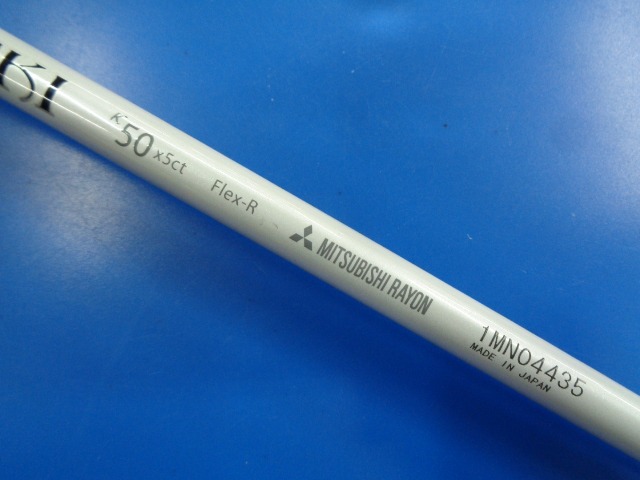 K 50 x5ct Flex-R MITSUBISHI RAYON
1MN04435
MADE IN JAPAN